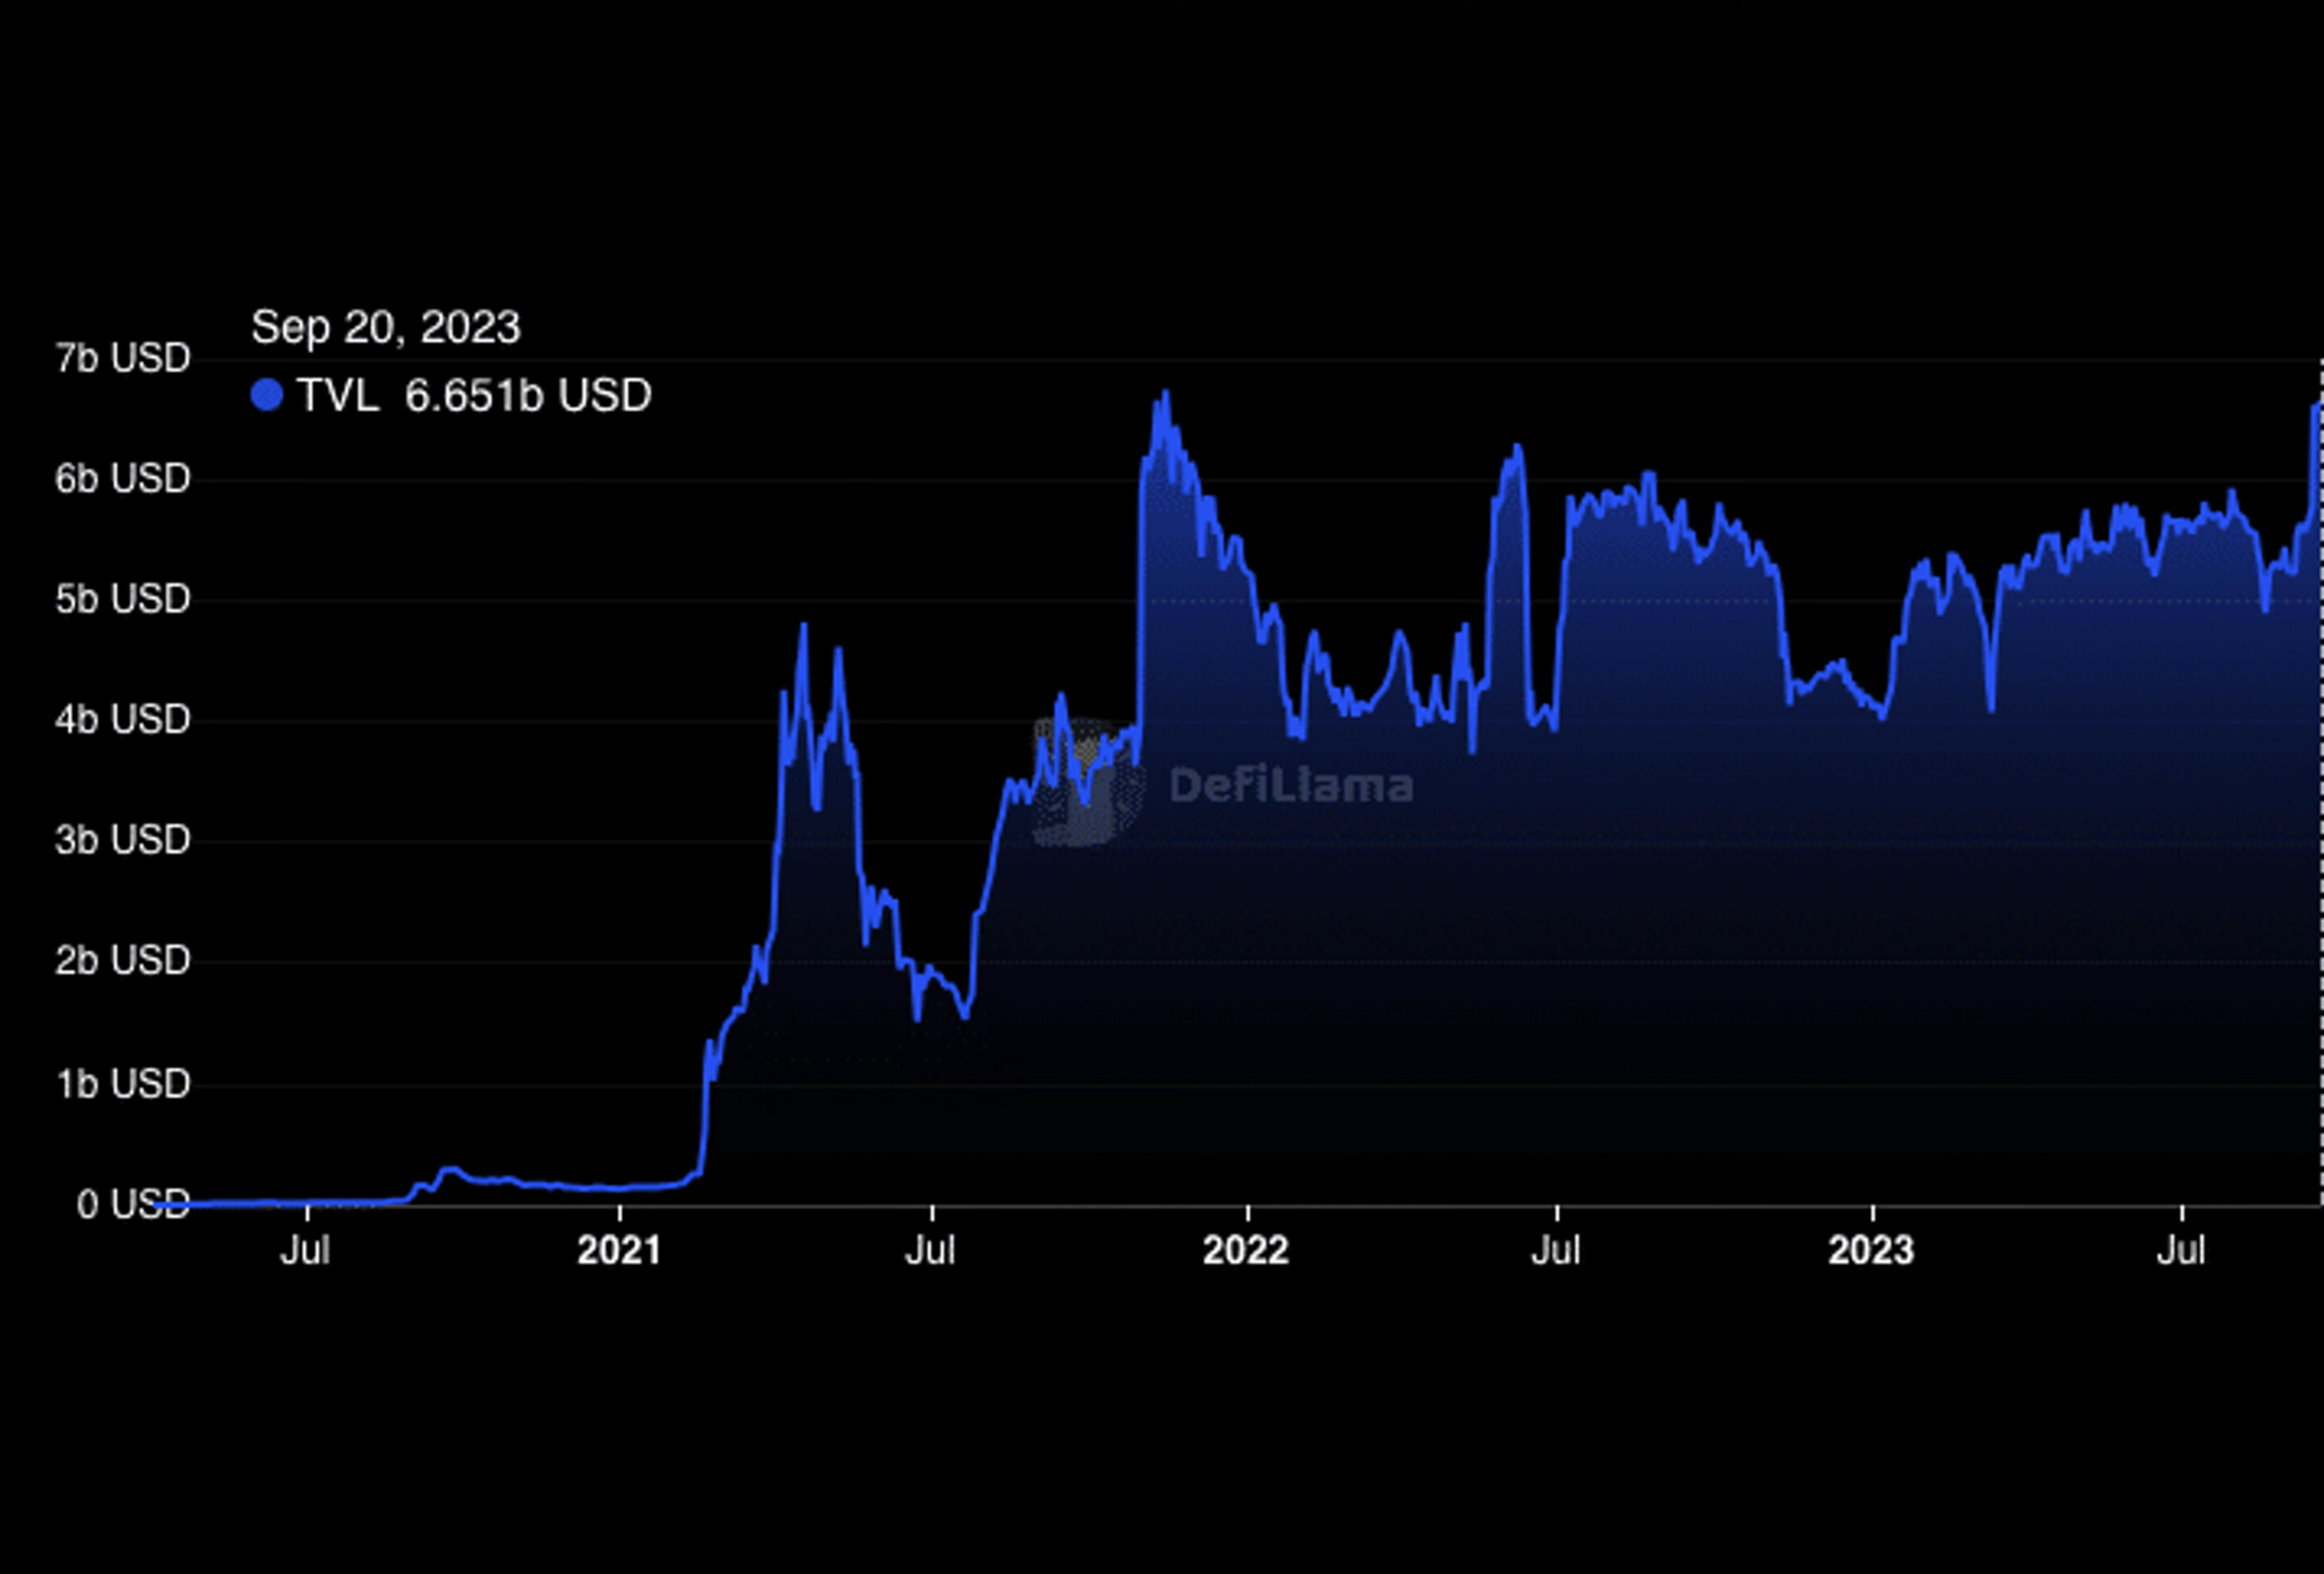 Sep 20, 2023
7b USD
TVL 6.651b USD
6b USD
5b USD
4b USD
DefiLlama
3b USD
2b USD
1b USD
0 USD
Jul 2021 Jul 2022 Jul 2023 Jul